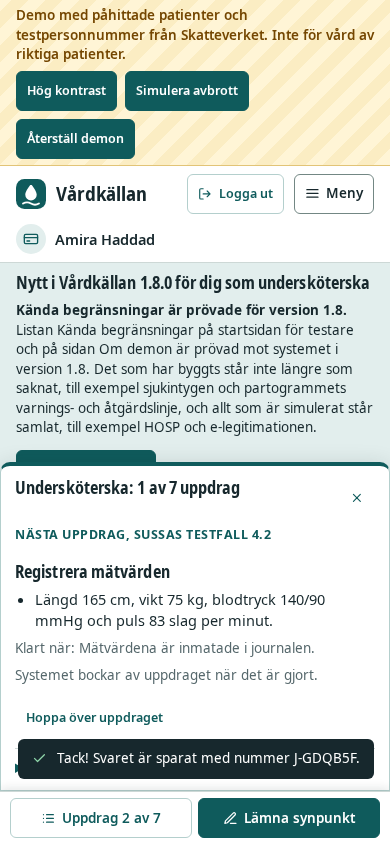 Demo med påhittade patienter och
testpersonnummer från Skatteverket. Inte för vård av
riktiga patienter.
Hög kontrast
Simulera avbrott
Återställ demon
Vårdkällan
Logga ut
Meny
Amira Haddad
Nytt i Vårdkällan 1.8.0 för dig som undersköterska
Kända begränsningar är prövade för version 1.8.
Listan Kända begränsningar på startsidan för testare
och på sidan Om demon är prövad mot systemet i
version 1.8. Det som har byggts står inte längre som
saknat, till exempel sjukintygen och partogrammets
varnings- och åtgärdslinje, och allt som är simulerat står
samlat, till exempel HOSP och e-legitimationen.
Undersköterska: 1 av 7 uppdrag
NÄSTA UPPDRAG, SUSSAS TESTFALL 4.2
Registrera mätvärden
Längd 165 cm, vikt 75 kg, blodtryck 140/90
mmHg och puls 83 slag per minut.
Klart när: Mätvärdena är inmatade i journalen.
Systemet bockar av uppdraget när det är gjort.
Hoppa över uppdraget
Tack! Svaret är sparat med nummer J-GDQB5F.
Uppdrag 2 av 7
Lämna synpunkt